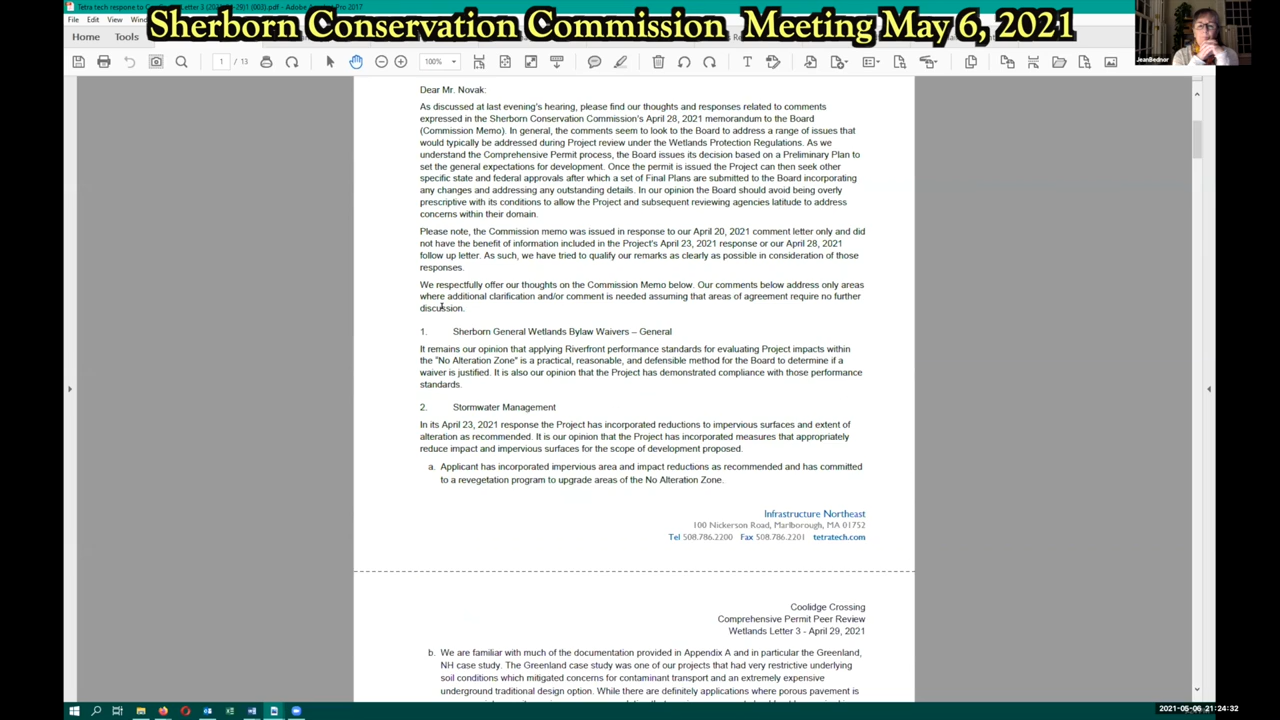 Tetra tech respone to Coolidge Letter 3 (2021-04-29)1 (003).pdf - Adobe Acrobat Pro 2017
Sherborn Conservation Commission Meeting May 6, 2021
File Edit View
Home Tools
1 / 13
100%
JeanBednor
Dear Mr. Novak:
As discussed at last evening's hearing, please find our thoughts and responses related to comments
expressed in the Sherborn Conservation Commission's April 28, 2021 memorandum to the Board
(Commission Memo). In general, the comments seem to look to the Board to address a range of issues that
would typically be addressed during Project review under the Wetlands Protection Regulations. As we
understand the Comprehensive Permit process, the Board issues its decision based on a Preliminary Plan to
set the general expectations for development. Once the permit is issued the Project can then seek other
specific state and federal approvals after which a set of Final Plans are submitted to the Board incorporating
any changes and addressing any outstanding details. In our opinion the Board should avoid being overly
prescriptive with its conditions to allow the Project and subsequent reviewing agencies latitude to address
concerns within their domain.
Please note, the Commission memo was issued in response to our April 20, 2021 comment letter only and did
not have the benefit of information included in the Project's April 23, 2021 response or our April 28, 2021
follow up letter. As such, we have tried to qualify our remarks as clearly as possible in consideration of those
responses.
We respectfully offer our thoughts on the Commission Memo below. Our comments below address only areas
where additional clarification and/or comment is needed assuming that areas of agreement require no further
discussion.
1. Sherborn General Wetlands Bylaw Waivers – General
It remains our opinion that applying Riverfront performance standards for evaluating Project impacts within
the "No Alteration Zone" is a practical, reasonable, and defensible method for the Board to determine if a
waiver is justified. It is also our opinion that the Project has demonstrated compliance with those performance
standards.
2. Stormwater Management
In its April 23, 2021 response the Project has incorporated reductions to impervious surfaces and extent of
alteration as recommended. It is our opinion that the Project has incorporated measures that appropriately
reduce impact and impervious surfaces for the scope of development proposed.
a. Applicant has incorporated impervious area and impact reductions as recommended and has committed
to a revegetation program to upgrade areas of the No Alteration Zone.
Infrastructure Northeast
100 Nickerson Road, Marlborough, MA 01752
Tel 508.786.2200 Fax 508.786.2201 tetratech.com
Coolidge Crossing
Comprehensive Permit Peer Review
Wetlands Letter 3 - April 29, 2021
b. We are familiar with much of the documentation provided in Appendix A and in particular the Greenland,
NH case study. The Greenland case study was one of our projects that had very restrictive underlying
soil conditions which mitigated concerns for contaminant transport and an extremely expensive
underground traditional design option. While there are definitely applications where porous pavement is
2021-05-06 21:24:32